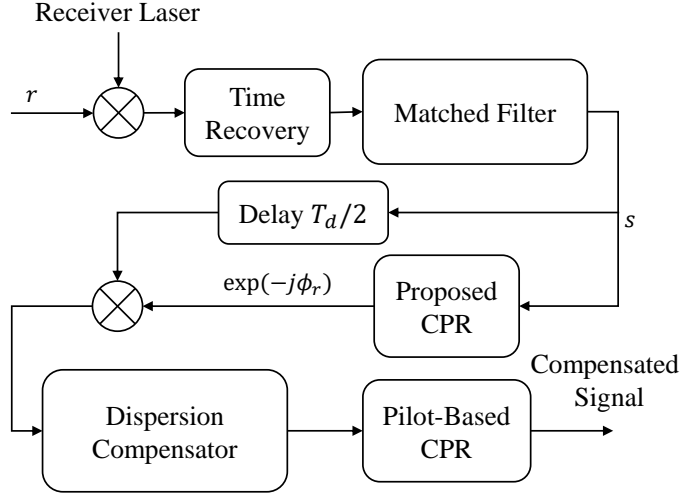 Receiver Laser
r
Time
Recovery
Matched Filter
Delay T_d/2
s
exp(−jϕ_r)
Proposed
CPR
Compensated
Signal
Dispersion
Compensator
Pilot-Based
CPR